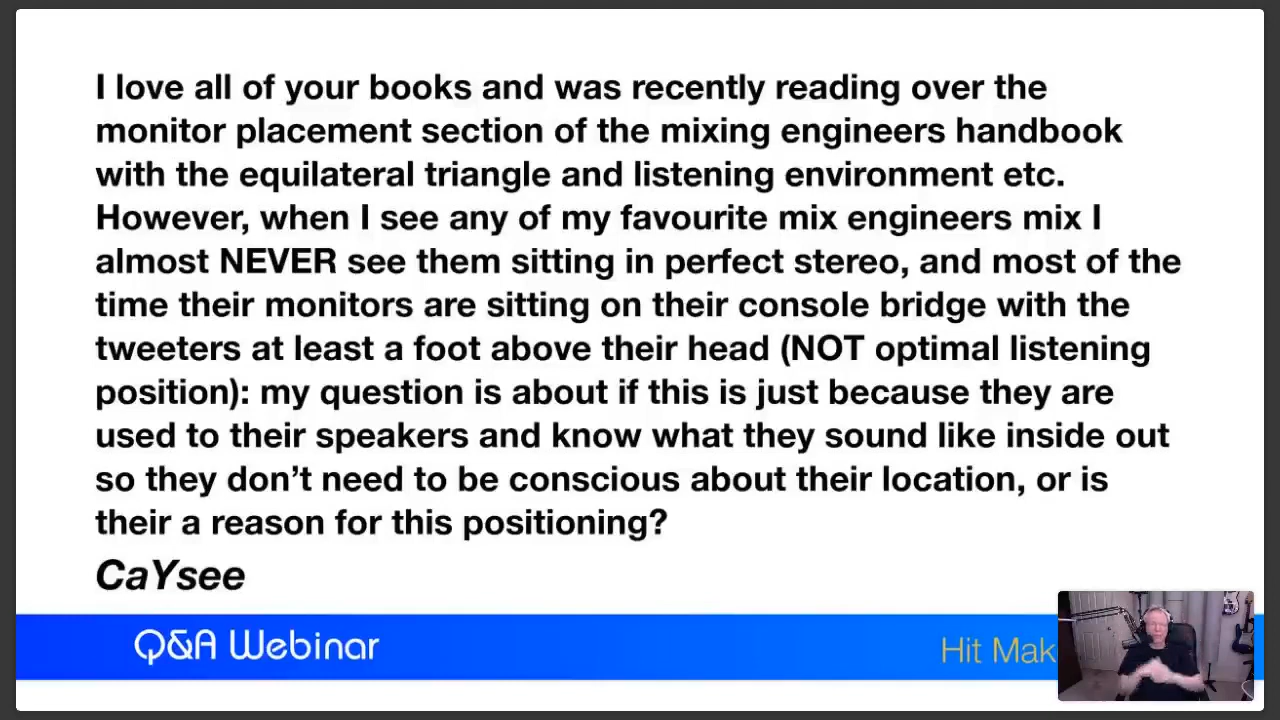 I love all of your books and was recently reading over the
monitor placement section of the mixing engineers handbook
with the equilateral triangle and listening environment etc.
However, when I see any of my favourite mix engineers mix I
almost NEVER see them sitting in perfect stereo, and most of the
time their monitors are sitting on their console bridge with the
tweeters at least a foot above their head (NOT optimal listening
position): my question is about if this is just because they are
used to their speakers and know what they sound like inside out
so they don’t need to be conscious about their location, or is
their a reason for this positioning?
CaYsee
Q&A Webinar
Hit Mak